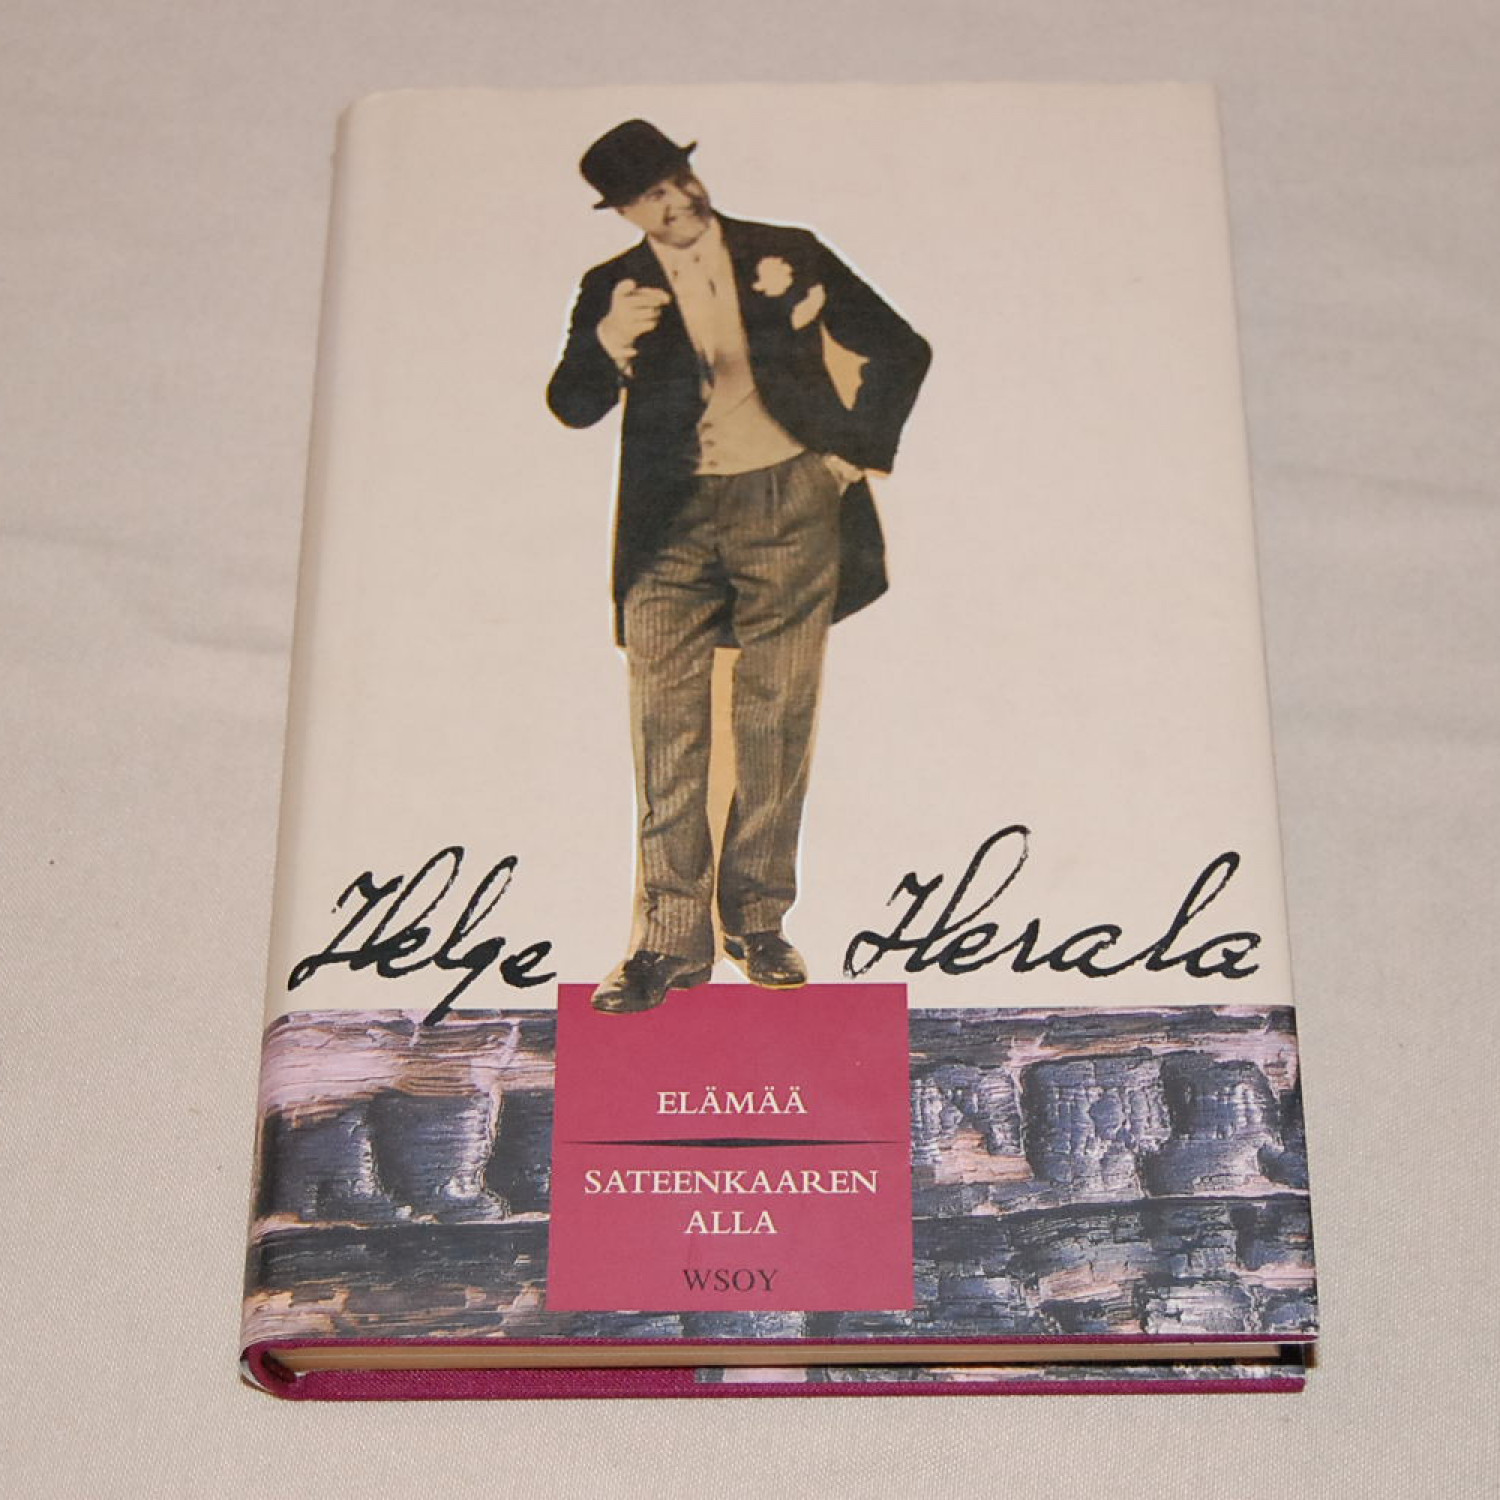 Helge Herala
ELÄMÄÄ
SATEENKAAREN
ALLA
WSOY